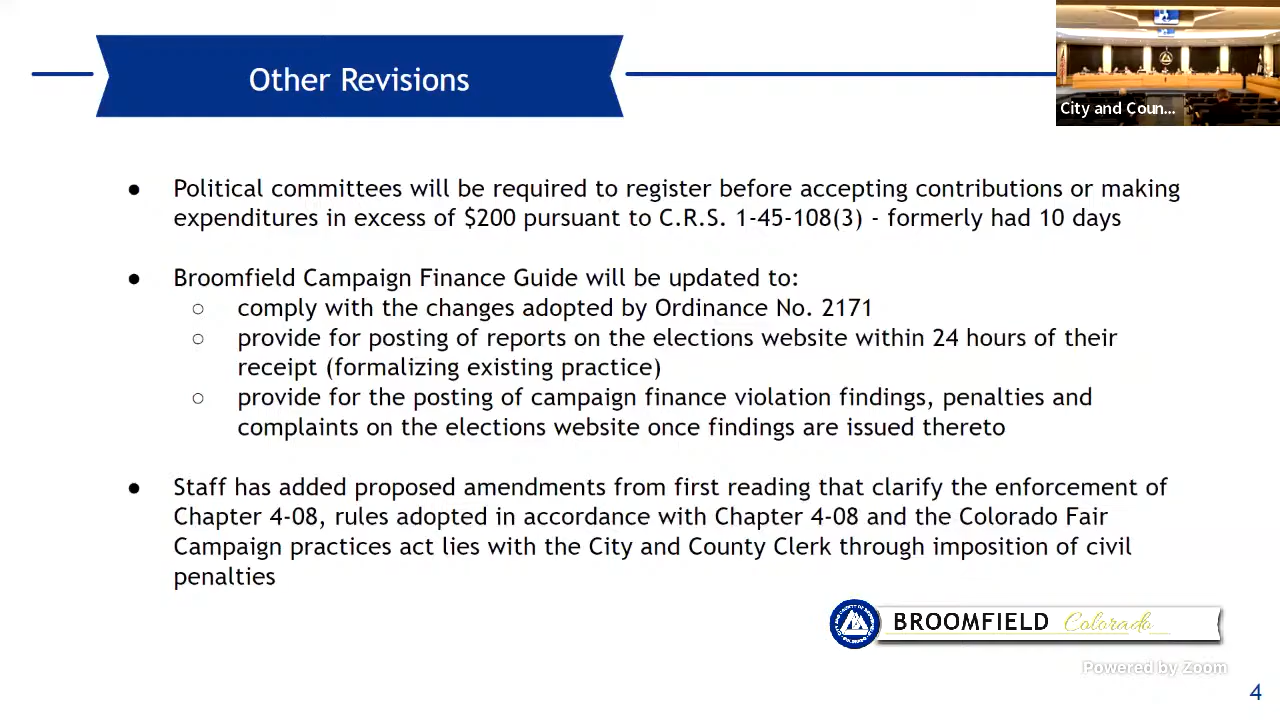 City and Coun...
Other Revisions
● Political committees will be required to register before accepting contributions or making
expenditures in excess of $200 pursuant to C.R.S. 1-45-108(3) - formerly had 10 days
● Broomfield Campaign Finance Guide will be updated to:
○ comply with the changes adopted by Ordinance No. 2171
○ provide for posting of reports on the elections website within 24 hours of their
receipt (formalizing existing practice)
○ provide for the posting of campaign finance violation findings, penalties and
complaints on the elections website once findings are issued thereto
● Staff has added proposed amendments from first reading that clarify the enforcement of
Chapter 4-08, rules adopted in accordance with Chapter 4-08 and the Colorado Fair
Campaign practices act lies with the City and County Clerk through imposition of civil
penalties
BROOMFIELD Colorado
Powered by Zoom
4